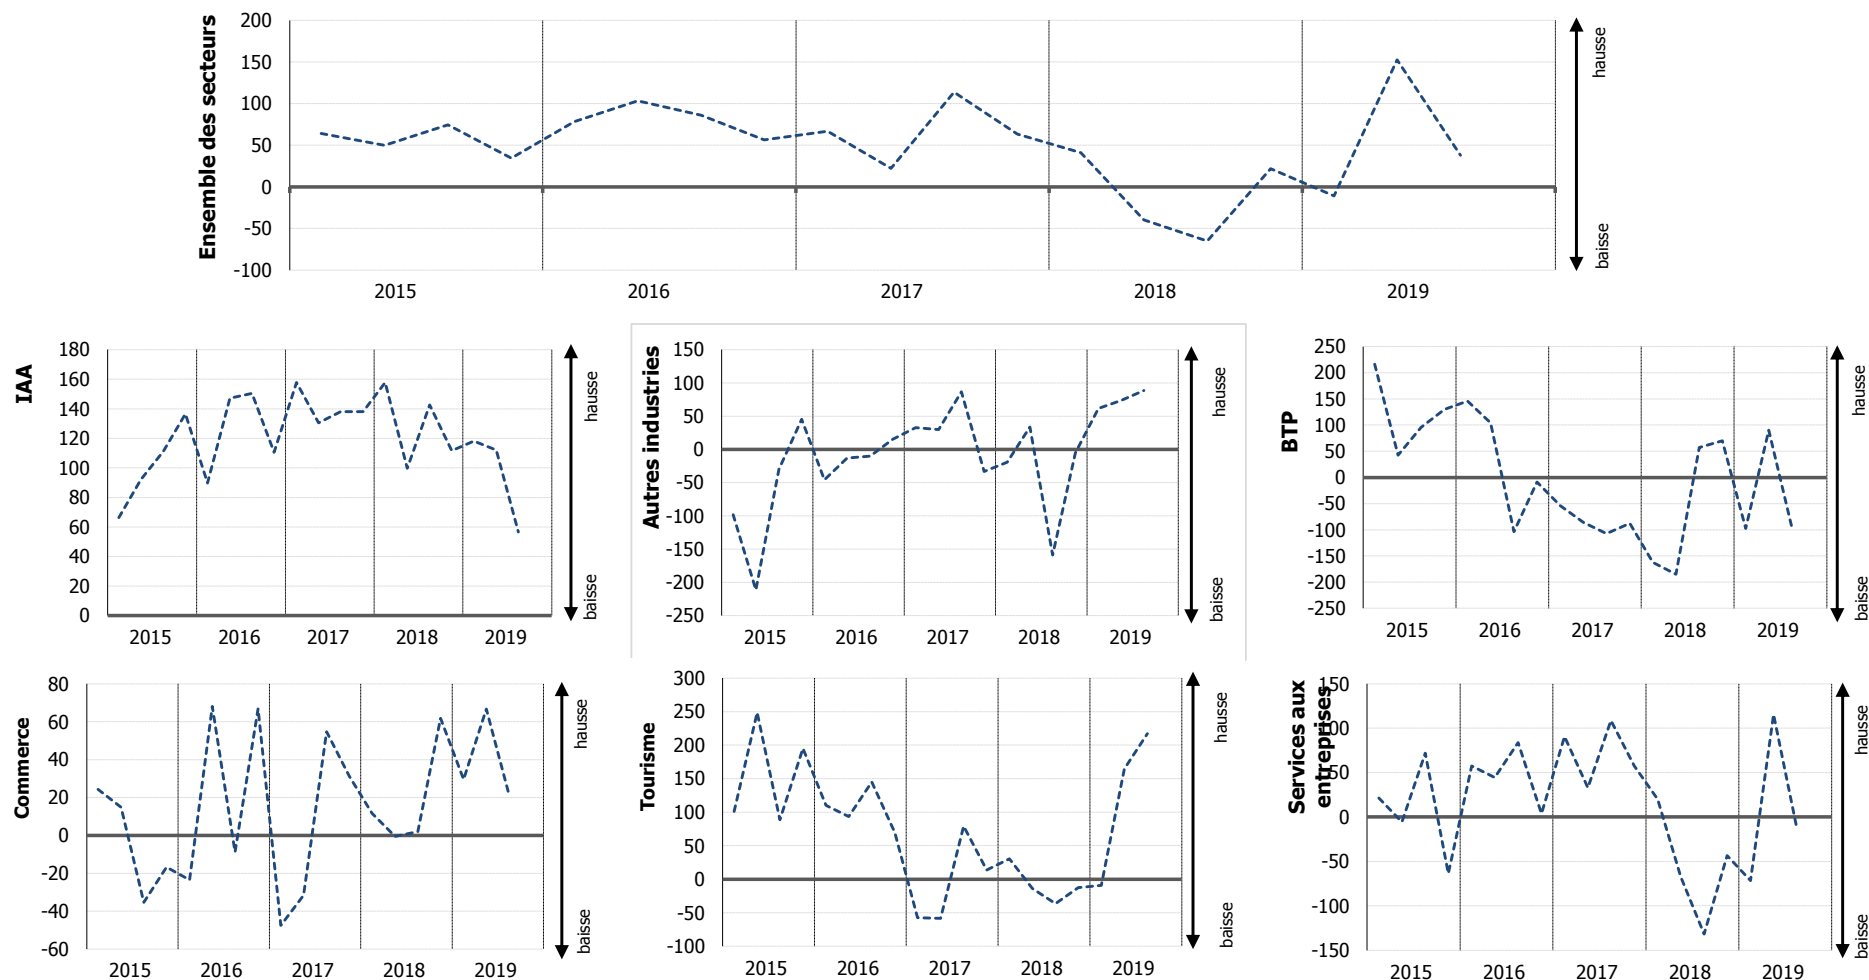 Ensemble des secteurs
200
150
100
50
0
-50
-100
2015 2016 2017 2018 2019
hausse
baisse
IAA
180
160
140
120
100
80
60
40
20
0
2015 2016 2017 2018 2019
hausse
baisse
Autres industries
150
100
50
0
-50
-100
-150
-200
-250
2015 2016 2017 2018 2019
hausse
baisse
BTP
250
200
150
100
50
0
-50
-100
-150
-200
-250
2015 2016 2017 2018 2019
hausse
baisse
Commerce
80
60
40
20
0
-20
-40
-60
2015 2016 2017 2018 2019
hausse
baisse
Tourisme
300
250
200
150
100
50
0
-50
-100
2015 2016 2017 2018 2019
hausse
baisse
Services aux
entreprises
150
100
50
0
-50
-100
-150
2015 2016 2017 2018 2019
hausse
baisse